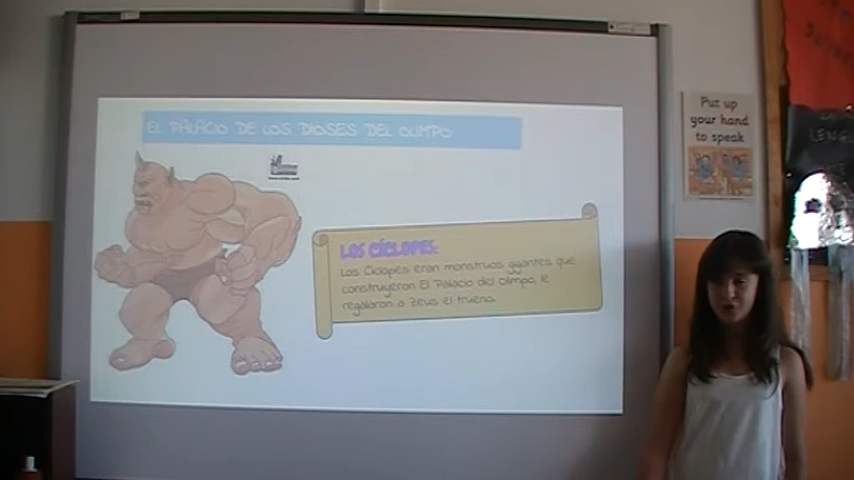 EL PALACIO DE LOS DIOSES DEL OLIMPO
LOS CÍCLOPES:
Los Cíclopes eran monstruos gigantes que
construyeron El Palacio del Olimpo, le
regalaron a Zeus el trueno.
Put up
your hand
to speak